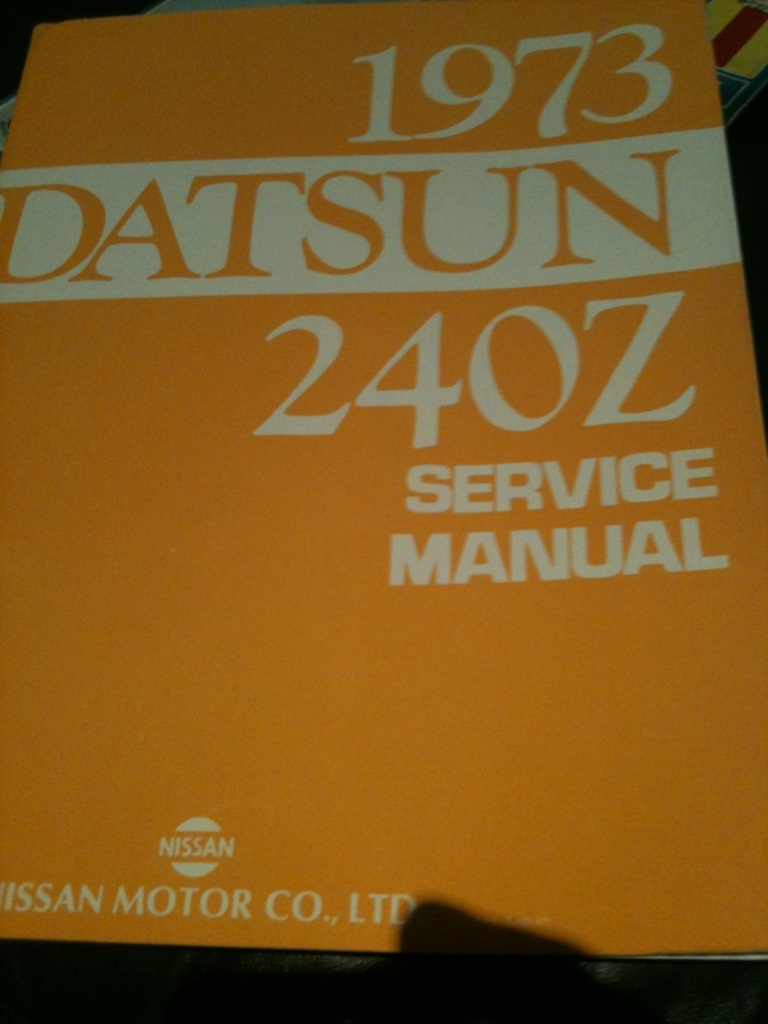 1973
DATSUN
240Z
SERVICE
MANUAL
NISSAN
NISSAN MOTOR CO., LTD.